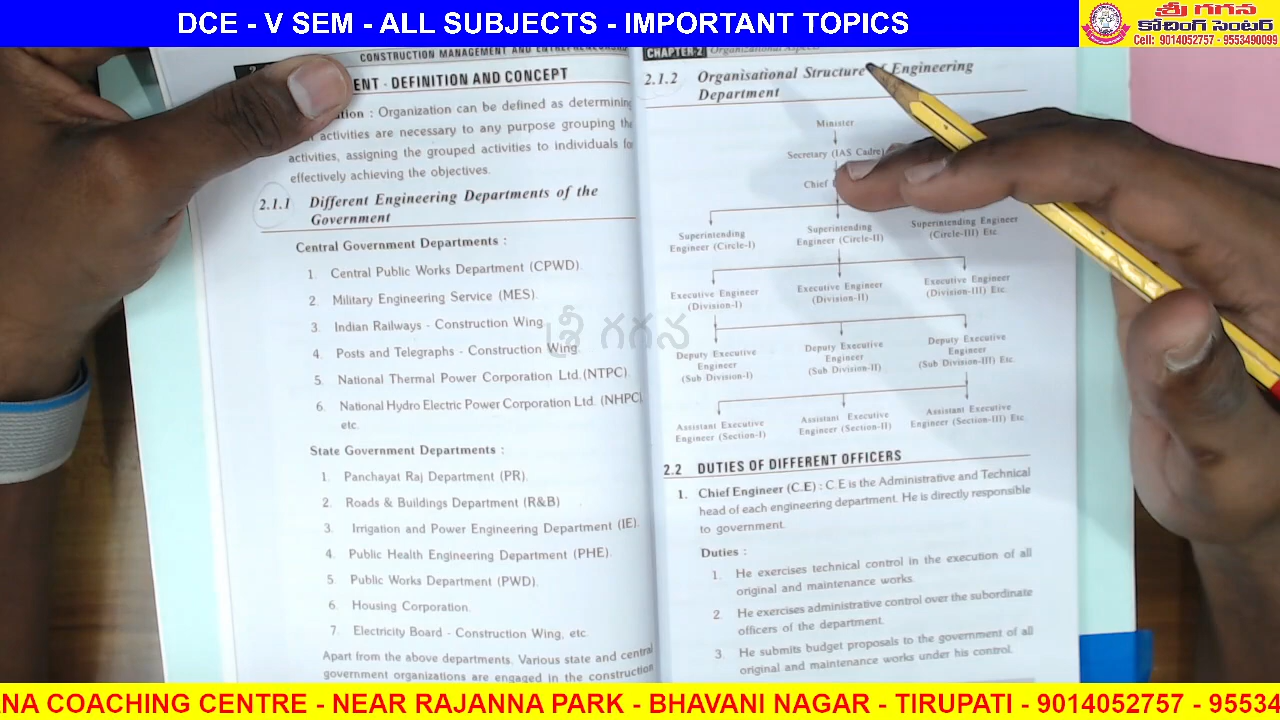 DCE - V SEM - ALL SUBJECTS - IMPORTANT TOPICS
శ్రీ గగన
కోచింగ్ సెంటర్
Cell: 9014052757 - 9553490099
CONSTRUCTION MANAGEMENT AND
ENT - DEFINITION AND CONCEPT
tion : Organization can be defined as determining
activities are necessary to any purpose grouping the
activities, assigning the grouped activities to individuals for
effectively achieving the objectives.
2.1.1 Different Engineering Departments of the
Government
Central Government Departments :
1. Central Public Works Department (CPWD).
2. Military Engineering Service (MES).
3. Indian Railways - Construction Wing.
4. Posts and Telegraphs - Construction Wing.
5. National Thermal Power Corporation Ltd.(NTPC).
6. National Hydro Electric Power Corporation Ltd. (NHPC)
etc.
State Government Departments :
1. Panchayat Raj Department (PR).
2. Roads & Buildings Department (R&B)
3. Irrigation and Power Engineering Department (IE).
4. Public Health Engineering Department (PHE).
5. Public Works Department (PWD).
6. Housing Corporation.
7. Electricity Board - Construction Wing, etc.
Apart from the above departments. Various state and central
government organizations are engaged in the construction
శ్రీ గగన
CHAPTER-2 Organizational Aspects
2.1.2 Organisational Structure of Engineering
Department
Minister
Secretary (IAS Cadre)
Chief
Superintending Engineer (Circle-I)
Superintending Engineer (Circle-II)
Superintending Engineer (Circle-III) Etc.
Executive Engineer (Division-I)
Executive Engineer (Division-II)
Executive Engineer (Division-III) Etc.
Deputy Executive Engineer (Sub Division-I)
Deputy Executive Engineer (Sub Division-II)
Deputy Executive Engineer (Sub Division-III) Etc.
Assistant Executive Engineer (Section-I)
Assistant Executive Engineer (Section-II)
Assistant Executive Engineer (Section-III) Etc.
2.2 DUTIES OF DIFFERENT OFFICERS
1. Chief Engineer (C.E) : C.E is the Administrative and Technical
head of each engineering department. He is directly responsible
to government.
Duties :
1. He exercises technical control in the execution of all
original and maintenance works.
2. He exercises administrative control over the subordinate
officers of the department.
3. He submits budget proposals to the government of all
original and maintenance works under his control.
ANA COACHING CENTRE - NEAR RAJANNA PARK - BHAVANI NAGAR - TIRUPATI - 9014052757 - 95534